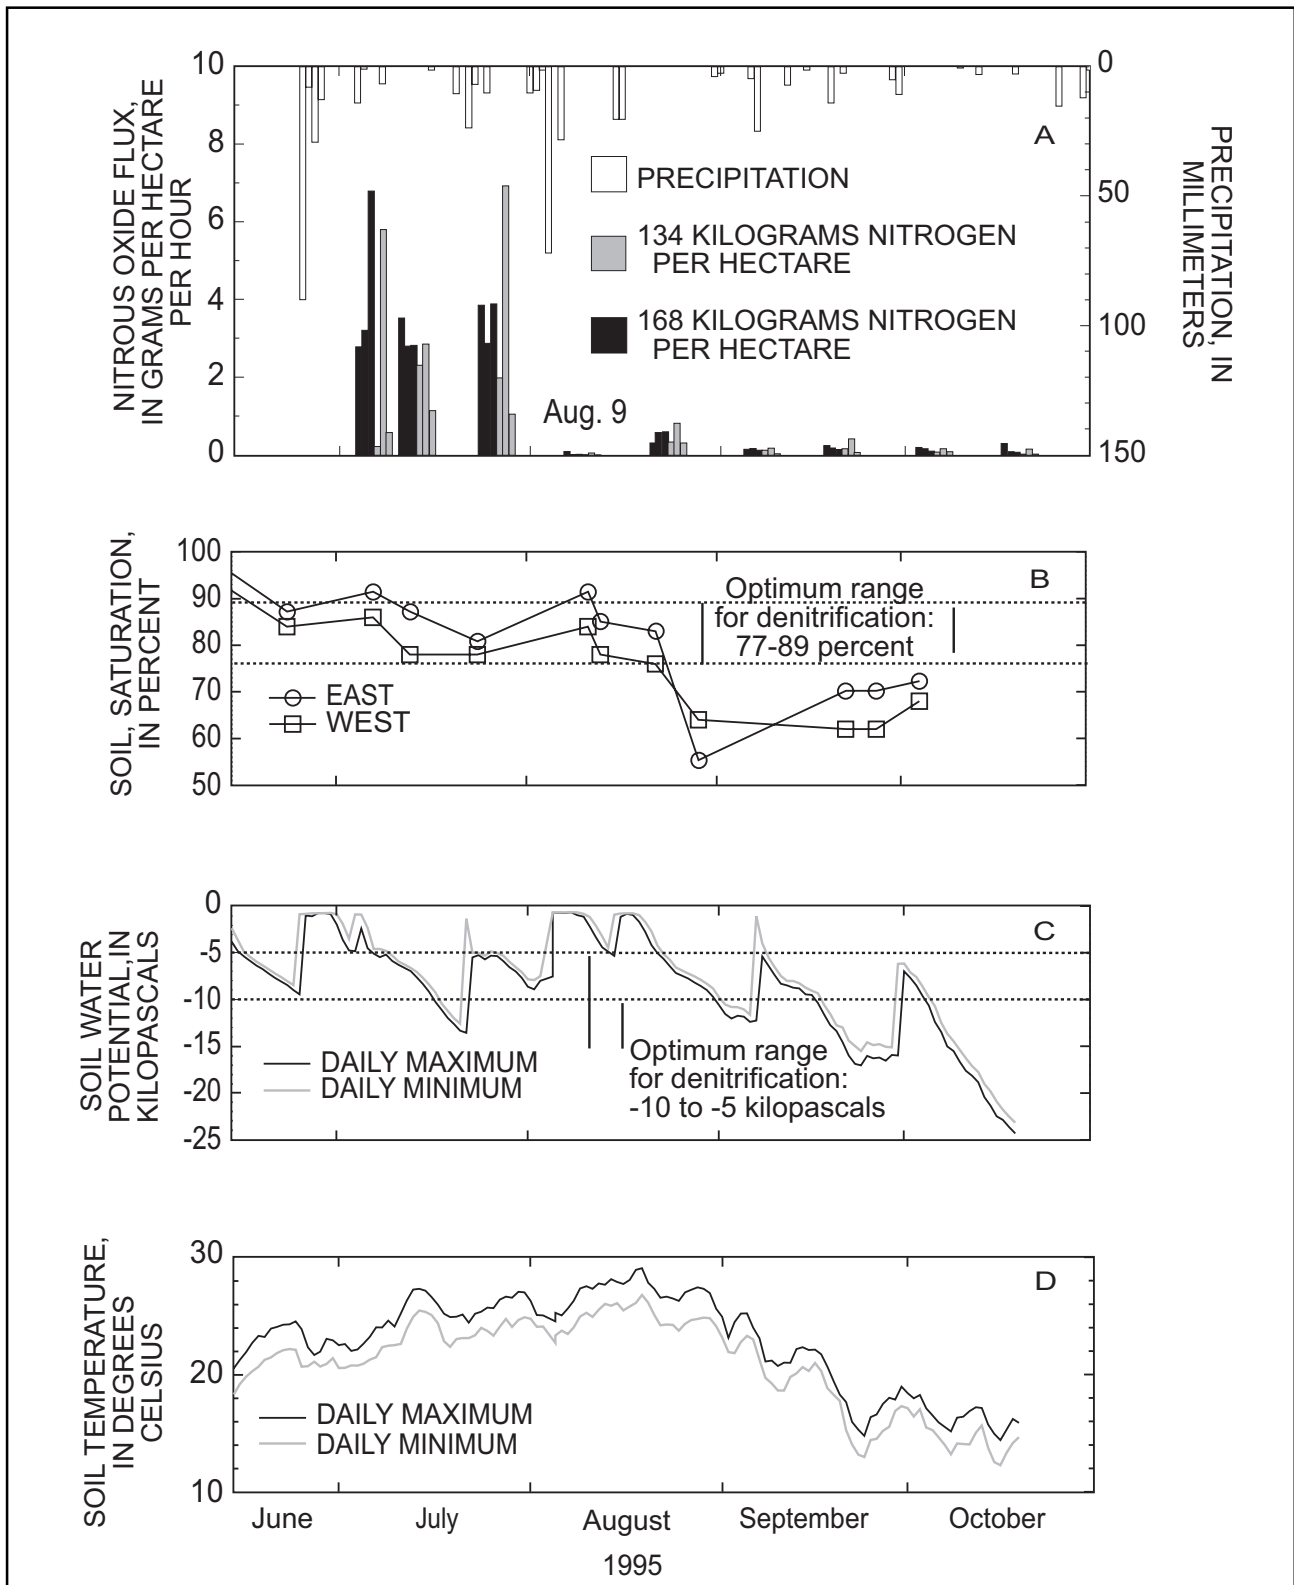 NITROUS OXIDE FLUX,
IN GRAMS PER HECTARE
PER HOUR
10
8
6
4
2
0
0
50
100
150
PRECIPITATION, IN
MILLIMETERS
A
PRECIPITATION
134 KILOGRAMS NITROGEN
PER HECTARE
168 KILOGRAMS NITROGEN
PER HECTARE
Aug. 9
SOIL, SATURATION,
IN PERCENT
100
90
80
70
60
50
B
Optimum range
for denitrification:
77-89 percent
EAST
WEST
SOIL WATER
POTENTIAL,IN
KILOPASCALS
0
-5
-10
-15
-20
-25
C
DAILY MAXIMUM
DAILY MINIMUM
Optimum range
for denitrification:
-10 to -5 kilopascals
SOIL TEMPERATURE,
IN DEGREES
CELSIUS
30
20
10
D
DAILY MAXIMUM
DAILY MINIMUM
June July August September October
1995